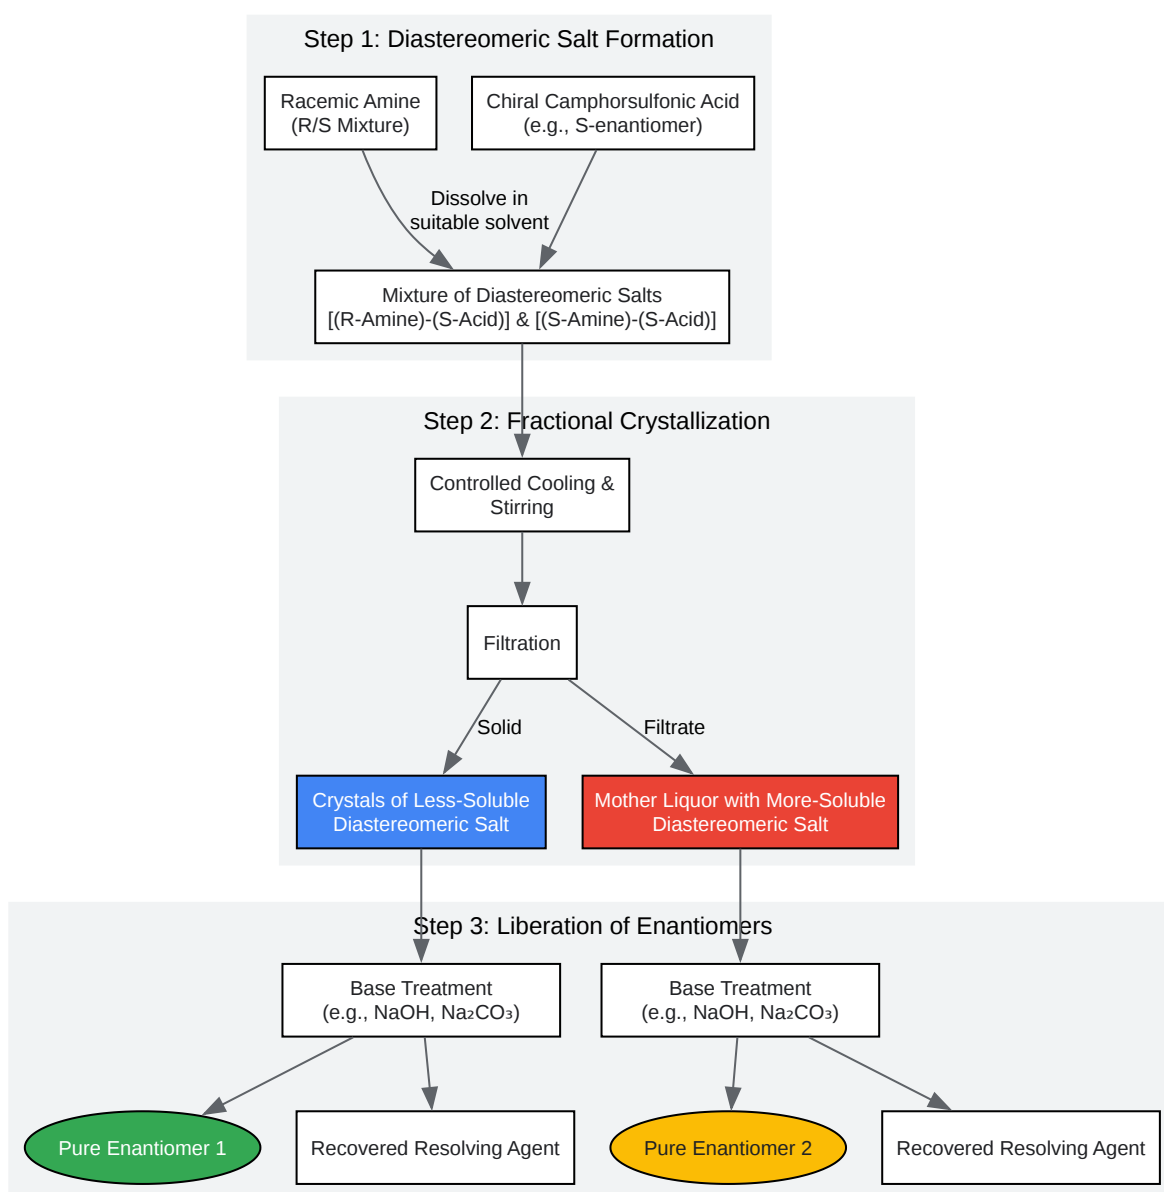 Step 1: Diastereomeric Salt Formation
Racemic Amine
(R/S Mixture)
Chiral Camphorsulfonic Acid
(e.g., S-enantiomer)
Dissolve in
suitable solvent
Mixture of Diastereomeric Salts
[(R-Amine)-(S-Acid)] & [(S-Amine)-(S-Acid)]
Step 2: Fractional Crystallization
Controlled Cooling &
Stirring
Filtration
Solid
Filtrate
Crystals of Less-Soluble
Diastereomeric Salt
Mother Liquor with More-Soluble
Diastereomeric Salt
Step 3: Liberation of Enantiomers
Base Treatment
(e.g., NaOH, Na₂CO₃)
Base Treatment
(e.g., NaOH, Na₂CO₃)
Pure Enantiomer 1
Recovered Resolving Agent
Pure Enantiomer 2
Recovered Resolving Agent